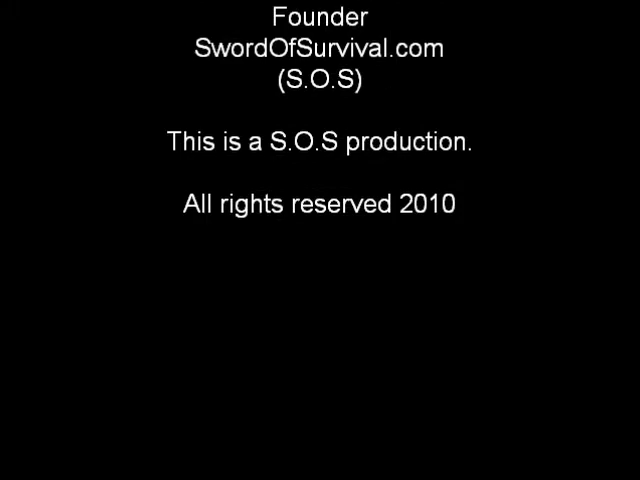 Founder
SwordOfSurvival.com
(S.O.S)
This is a S.O.S production.
All rights reserved 2010